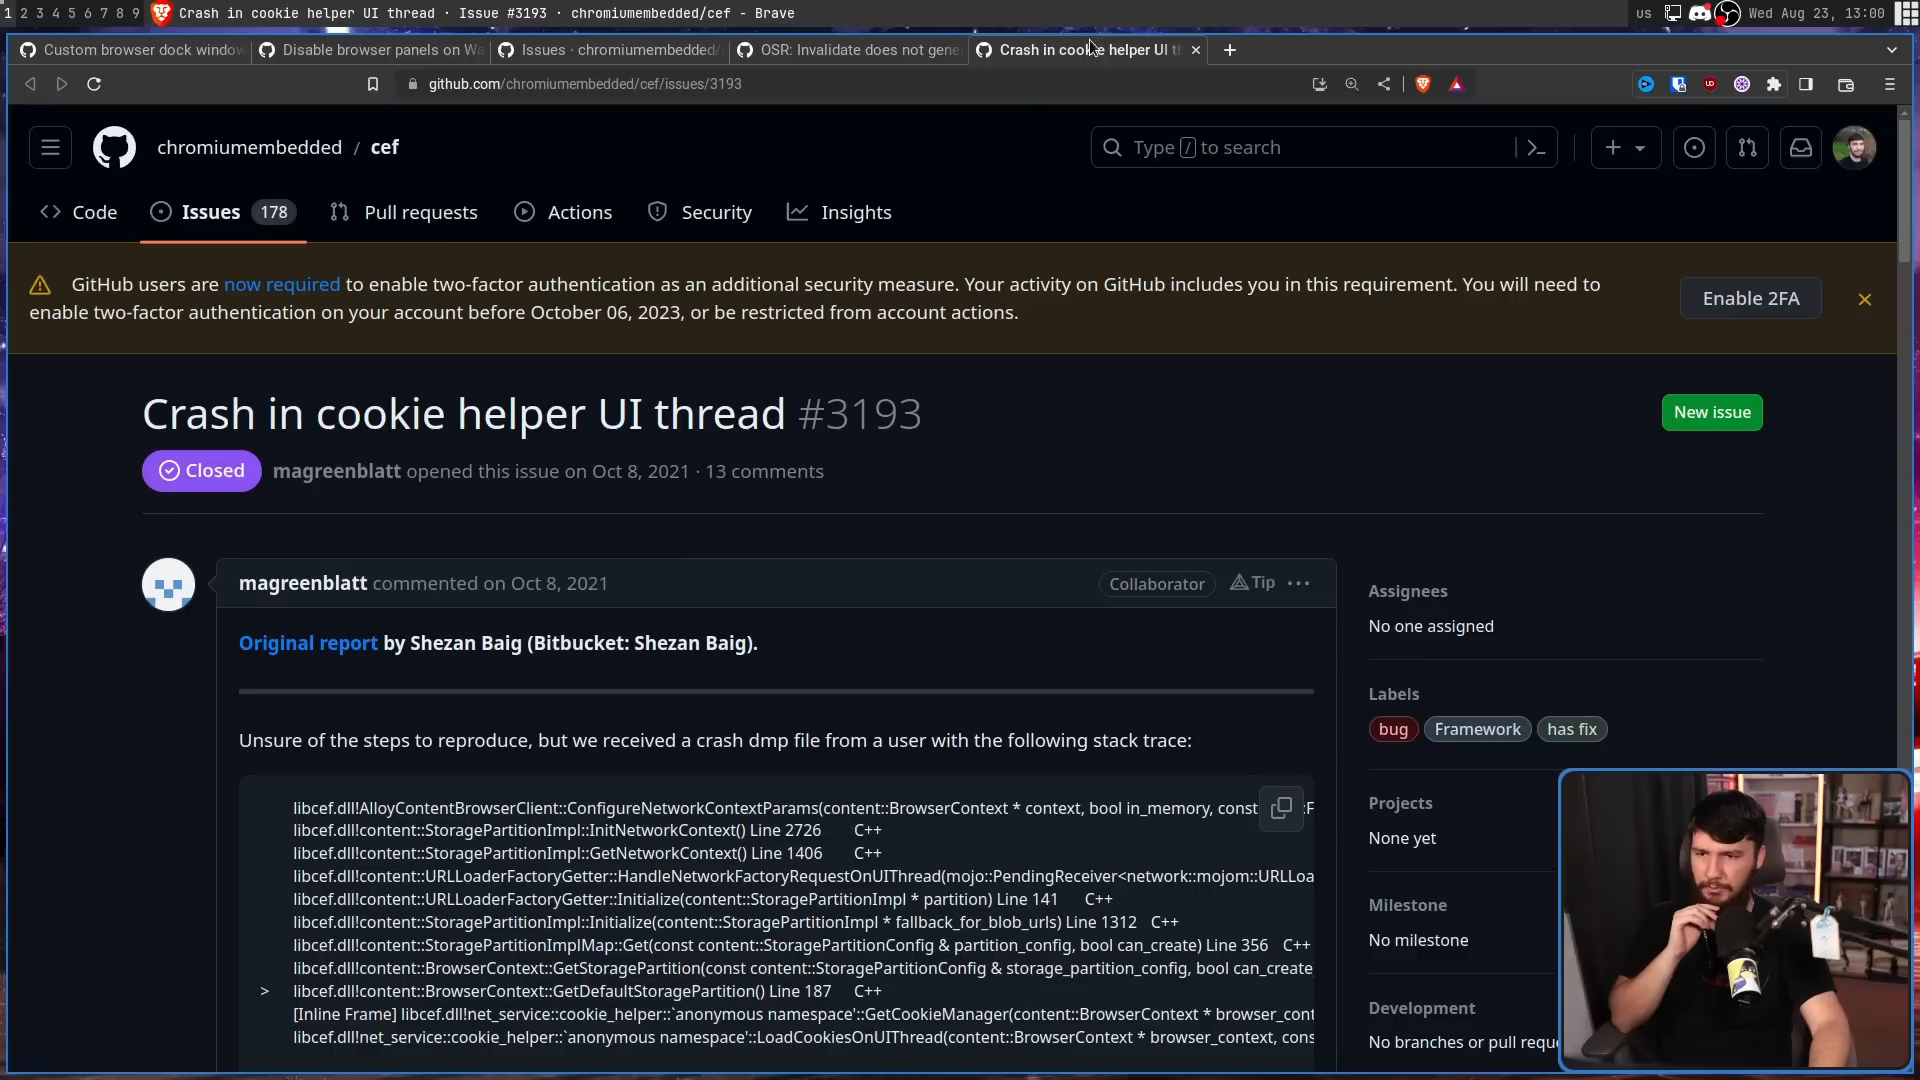 1 2 3 4 5 6 7 8 9 Crash in cookie helper UI thread · Issue #3193 · chromiumembedded/cef - Brave us Wed Aug 23, 13:00
Custom browser dock window Disable browser panels on Wa Issues · chromiumembedded/ OSR: Invalidate does not gene Crash in cookie helper UI th
github.com/chromiumembedded/cef/issues/3193
chromiumembedded / cef Type / to search
Code Issues 178 Pull requests Actions Security Insights
GitHub users are now required to enable two-factor authentication as an additional security measure. Your activity on GitHub includes you in this requirement. You will need to
enable two-factor authentication on your account before October 06, 2023, or be restricted from account actions.
Enable 2FA
Crash in cookie helper UI thread #3193
New issue
Closed magreenblatt opened this issue on Oct 8, 2021 · 13 comments
magreenblatt commented on Oct 8, 2021 Collaborator Tip ···
Original report by Shezan Baig (Bitbucket: Shezan Baig).
Unsure of the steps to reproduce, but we received a crash dmp file from a user with the following stack trace:
libcef.dll!AlloyContentBrowserClient::ConfigureNetworkContextParams(content::BrowserContext * context, bool in_memory, const :F
libcef.dll!content::StoragePartitionImpl::InitNetworkContext() Line 2726 C++
libcef.dll!content::StoragePartitionImpl::GetNetworkContext() Line 1406 C++
libcef.dll!content::URLLoaderFactoryGetter::HandleNetworkFactoryRequestOnUIThread(mojo::PendingReceiver<network::mojom::URLLoa
libcef.dll!content::URLLoaderFactoryGetter::Initialize(content::StoragePartitionImpl * partition) Line 141 C++
libcef.dll!content::StoragePartitionImpl::Initialize(content::StoragePartitionImpl * fallback_for_blob_urls) Line 1312 C++
libcef.dll!content::StoragePartitionImplMap::Get(const content::StoragePartitionConfig & partition_config, bool can_create) Line 356 C++
libcef.dll!content::BrowserContext::GetStoragePartition(const content::StoragePartitionConfig & storage_partition_config, bool can_create
> libcef.dll!content::BrowserContext::GetDefaultStoragePartition() Line 187 C++
[Inline Frame] libcef.dll!net_service::cookie_helper::`anonymous namespace'::GetCookieManager(content::BrowserContext * browser_cont
libcef.dll!net_service::cookie_helper::`anonymous namespace'::LoadCookiesOnUIThread(content::BrowserContext * browser_context, cons
Assignees
No one assigned
Labels
bug Framework has fix
Projects
None yet
Milestone
No milestone
Development
No branches or pull reque